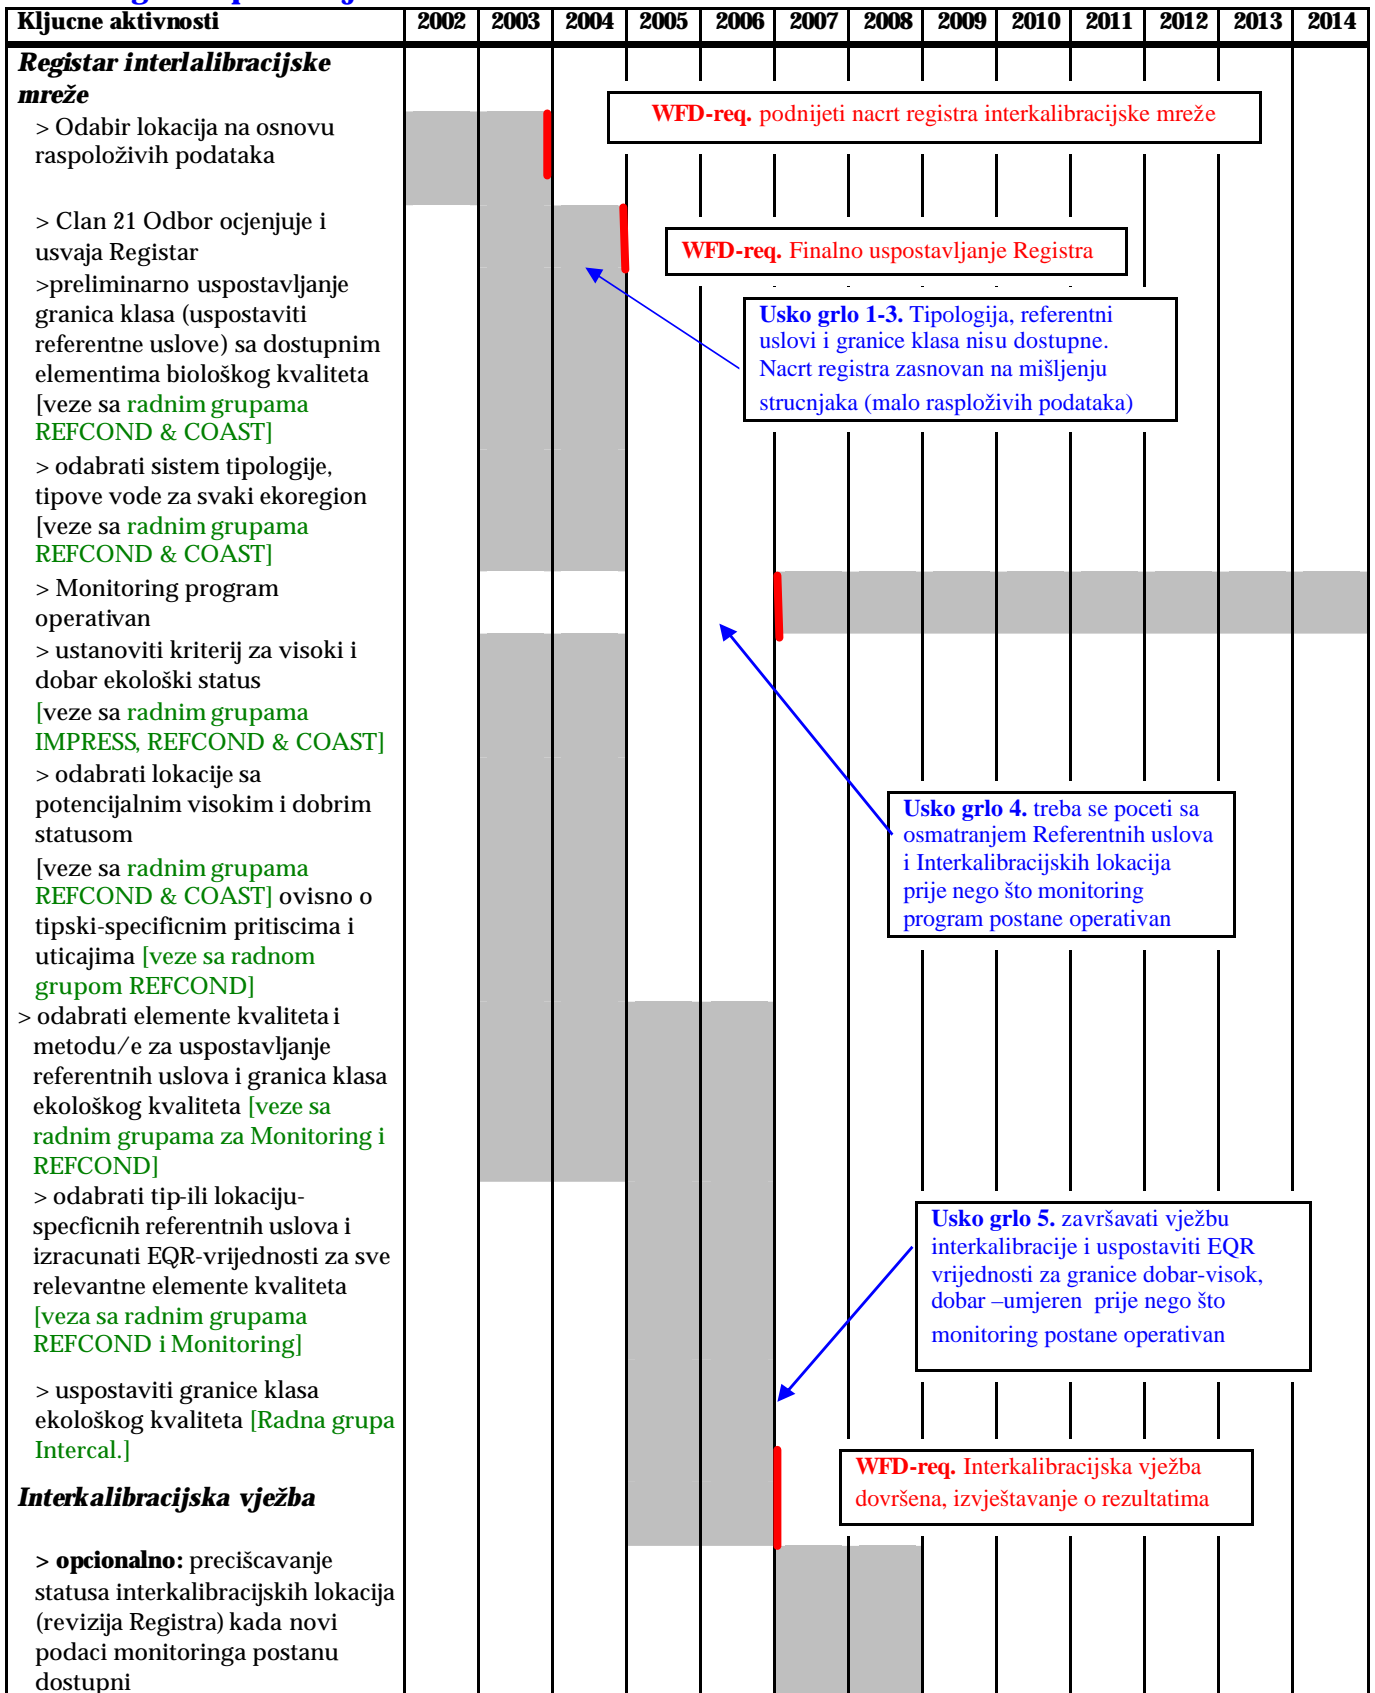 Kljucne aktivnosti 2002 2003 2004 2005 2006 2007 2008 2009 2010 2011 2012 2013 2014
Registar interlalibracijske
mreže
> Odabir lokacija na osnovu
raspoloživih podataka
WFD-req. podnijeti nacrt registra interkalibracijske mreže
> Clan 21 Odbor ocjenjuje i
usvaja Registar
WFD-req. Finalno uspostavljanje Registra
>preliminarno uspostavljanje
granica klasa (uspostaviti
referentne uslove) sa dostupnim
elementima biološkog kvaliteta
[veze sa radnim grupama
REFCOND & COAST]
Usko grlo 1-3. Tipologija, referentni
uslovi i granice klasa nisu dostupne.
Nacrt registra zasnovan na mišljenju
strucnjaka (malo rasploživih podataka)
> odabrati sistem tipologije,
tipove vode za svaki ekoregion
[veze sa radnim grupama
REFCOND & COAST]
> Monitoring program
operativan
> ustanoviti kriterij za visoki i
dobar ekološki status
[veze sa radnim grupama
IMPRESS, REFCOND & COAST]
> odabrati lokacije sa
potencijalnim visokim i dobrim
statusom
[veze sa radnim grupama
REFCOND & COAST] ovisno o
tipski-specificnim pritiscima i
uticajima [veze sa radnom
grupom REFCOND]
Usko grlo 4. treba se poceti sa
osmatranjem Referentnih uslova
i Interkalibracijskih lokacija
prije nego što monitoring
program postane operativan
> odabrati elemente kvaliteta i
metodu/e za uspostavljanje
referentnih uslova i granica klasa
ekološkog kvaliteta [veze sa
radnim grupama za Monitoring i
REFCOND]
> odabrati tip-ili lokaciju-
specficnih referentnih uslova i
izracunati EQR-vrijednosti za sve
relevantne elemente kvaliteta
[veza sa radnim grupama
REFCOND i Monitoring]
Usko grlo 5. završavati vježbu
interkalibracije i uspostaviti EQR
vrijednosti za granice dobar-visok,
dobar –umjeren prije nego što
monitoring postane operativan
> uspostaviti granice klasa
ekološkog kvaliteta [Radna grupa
Intercal.]
WFD-req. Interkalibracijska vježba
dovršena, izvještavanje o rezultatima
Interkalibracijska vježba
> opcionalno: precišcavanje
statusa interkalibracijskih lokacija
(revizija Registra) kada novi
podaci monitoringa postanu
dostupni